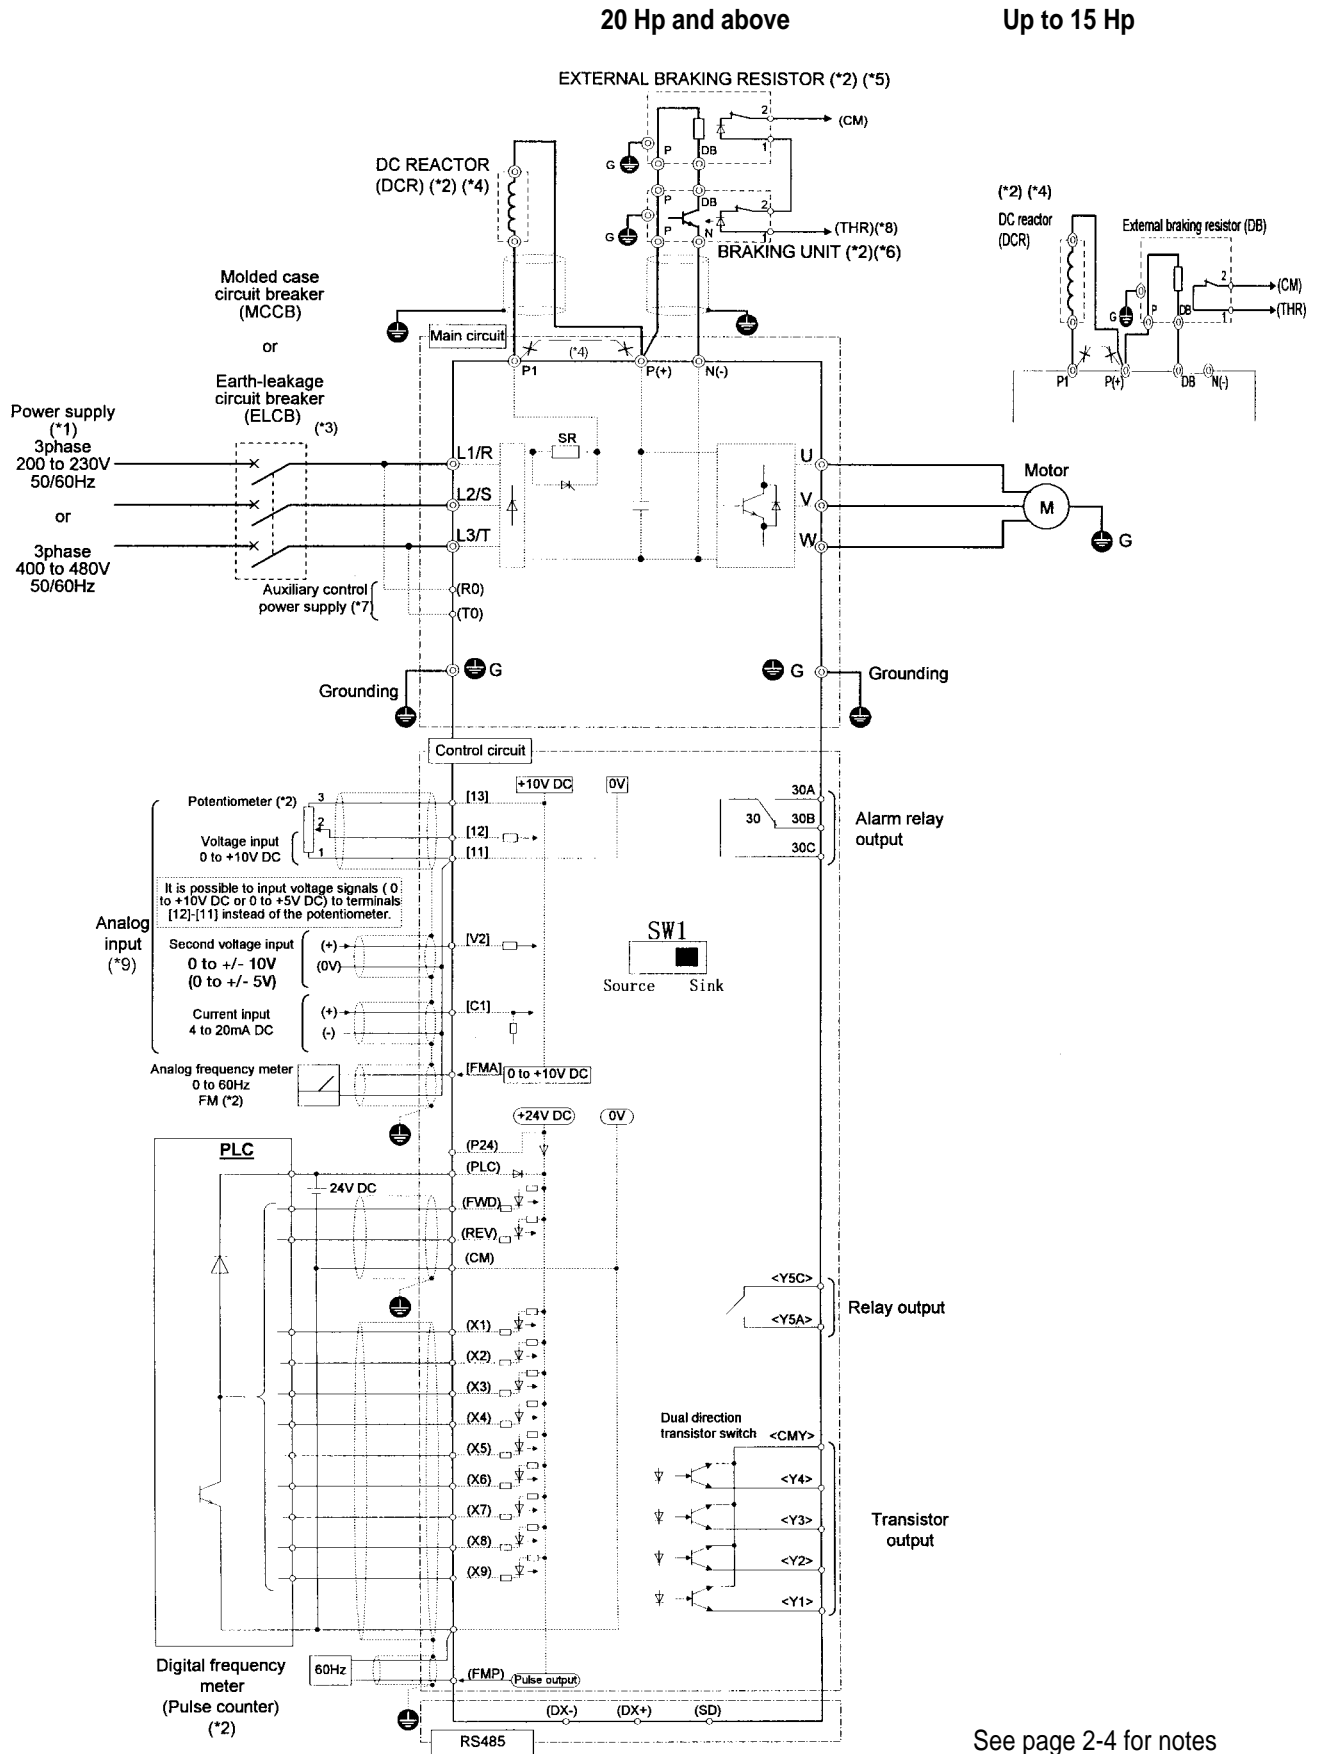 20 Hp and above
Up to 15 Hp
EXTERNAL BRAKING RESISTOR (*2) (*5)
2
(CM)
1
P
DB
G
DC REACTOR
(DCR) (*2) (*4)
P
DB
2
(THR)(*8)
1
P
N
G
BRAKING UNIT (*2)(*6)
(*2) (*4)
DC reactor
(DCR)
External braking resistor (DB)
2
(CM)
(THR)
1
P
DB
G
P1
P(+)
DB
N(-)
Molded case
circuit breaker
(MCCB)
or
Earth-leakage
circuit breaker
(ELCB)
(*3)
Main circuit
(*4)
P1
P(+)
N(-)
Power supply
(*1)
3phase
200 to 230V
50/60Hz
or
3phase
400 to 480V
50/60Hz
L1/R
L2/S
L3/T
SR
U
V
W
Motor
M
G
Auxiliary control
power supply (*7)
(R0)
(T0)
G
G
Grounding
Grounding
Control circuit
+10V DC
0V
Potentiometer (*2)
3
2
1
[13]
[12]
[11]
Voltage input
0 to +10V DC
30A
30
30B
30C
Alarm relay
output
It is possible to input voltage signals ( 0
to +10V DC or 0 to +5V DC) to terminals
[12]-[11] instead of the potentiometer.
Analog
input
(*9)
Second voltage input
0 to +/- 10V
(0 to +/- 5V)
(+)
(0V)
[V2]
SW1
Source
Sink
Current input
4 to 20mA DC
(+)
(-)
[C1]
Analog frequency meter
0 to 60Hz
FM (*2)
[FMA]
0 to +10V DC
+24V DC
0V
PLC
24V DC
(P24)
(PLC)
(FWD)
(REV)
(CM)
<Y5C>
<Y5A>
Relay output
(X1)
(X2)
(X3)
(X4)
(X5)
(X6)
(X7)
(X8)
(X9)
Dual direction
transistor switch
<CMY>
<Y4>
<Y3>
<Y2>
<Y1>
Transistor
output
Digital frequency
meter
(Pulse counter)
(*2)
60Hz
(FMP)
Pulse output
(DX-)
(DX+)
(SD)
RS485
See page 2-4 for notes